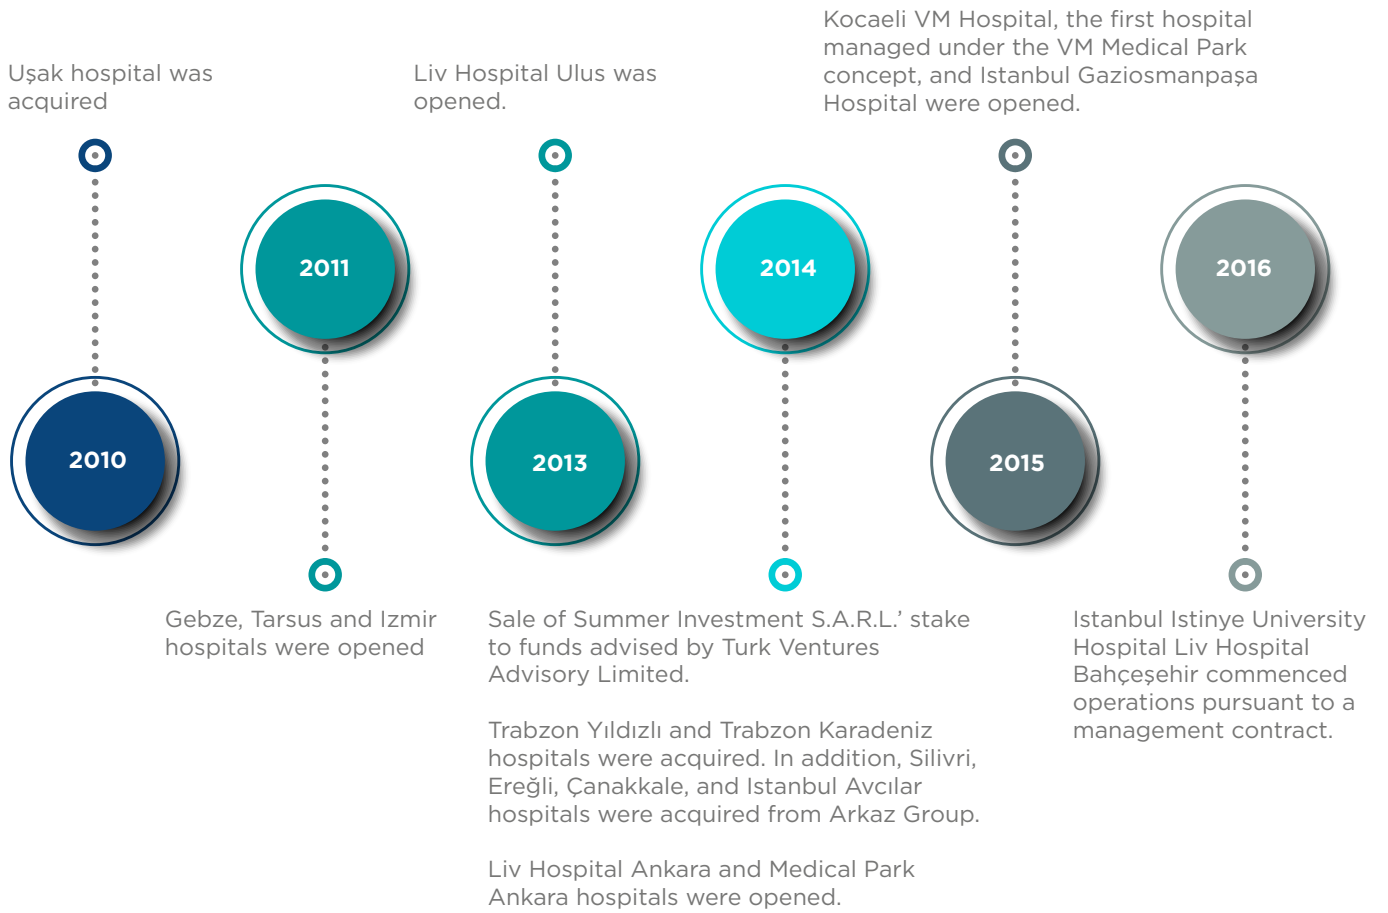 Uşak hospital was
acquired
2010
2011
Gebze, Tarsus and Izmir
hospitals were opened
Liv Hospital Ulus was
opened.
2013
2014
Sale of Summer Investment S.A.R.L.’ stake
to funds advised by Turk Ventures
Advisory Limited.
Trabzon Yıldızlı and Trabzon Karadeniz
hospitals were acquired. In addition, Silivri,
Ereğli, Çanakkale, and Istanbul Avcılar
hospitals were acquired from Arkaz Group.
Liv Hospital Ankara and Medical Park
Ankara hospitals were opened.
Kocaeli VM Hospital, the first hospital
managed under the VM Medical Park
concept, and Istanbul Gaziosmanpaşa
Hospital were opened.
2015
2016
Istanbul Istinye University
Hospital Liv Hospital
Bahçeşehir commenced
operations pursuant to a
management contract.